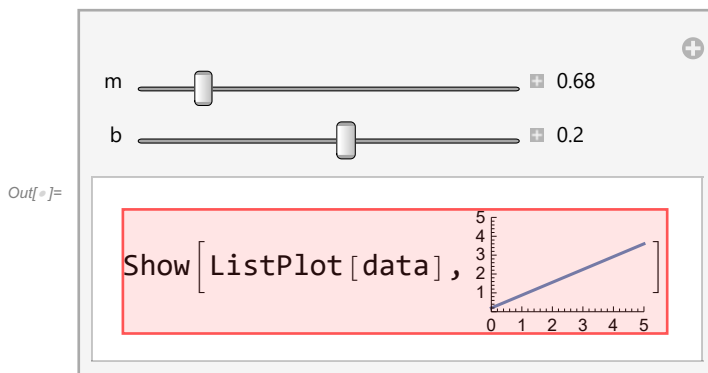 m 0.68
b 0.2
Out[•]=
5
4
Show[ListPlot[data], 3 ]
2
1
0 1 2 3 4 5